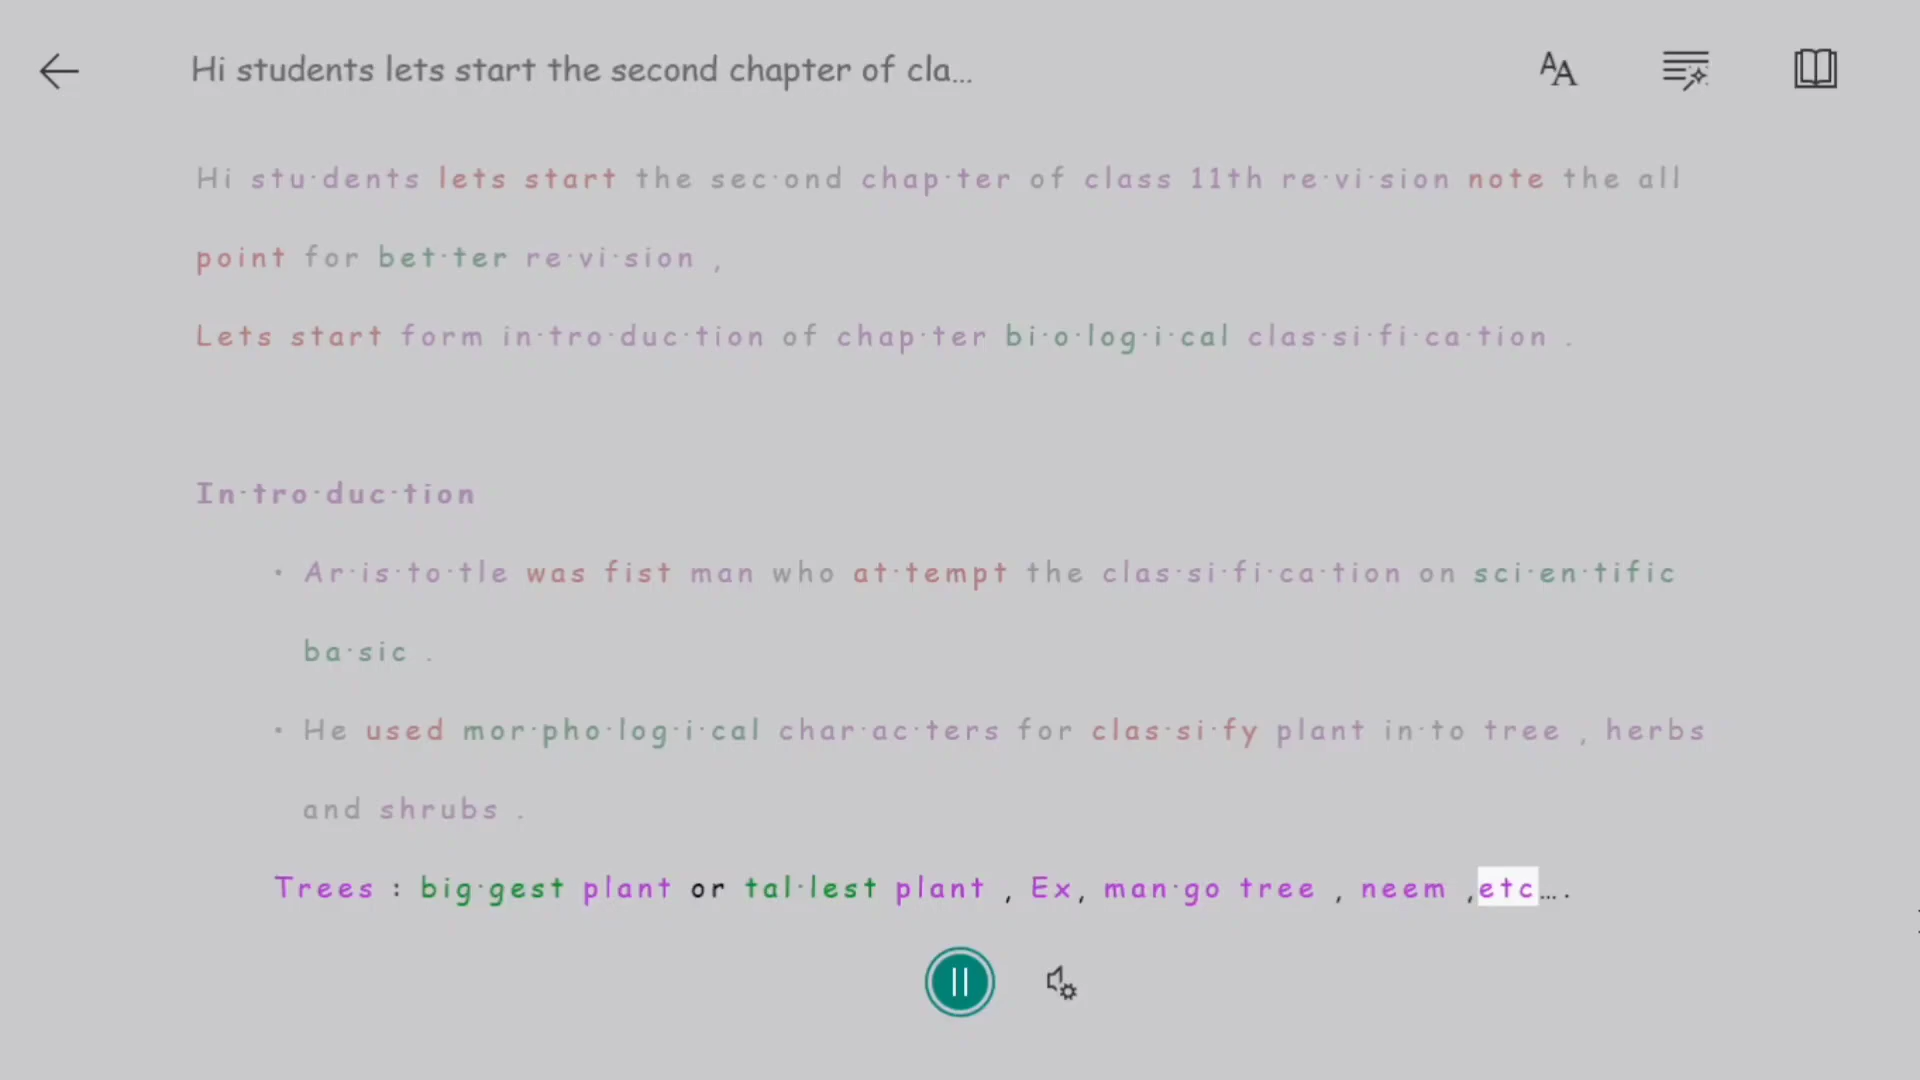 Hi students lets start the second chapter of cla...
Hi stu·dents lets start the sec·ond chap·ter of class 11th re·vi·sion note the all
point for bet·ter re·vi·sion ,
Lets start form in·tro·duc·tion of chap·ter bi·o·log·i·cal clas·si·fi·ca·tion .
In·tro·duc·tion
• Ar·is·to·tle was fist man who at·tempt the clas·si·fi·ca·tion on sci·en·tific
ba·sic .
• He used mor·pho·log·i·cal char·ac·ters for clas·si·fy plant in·to tree , herbs
and shrubs .
Trees : big·gest plant or tal·lest plant , Ex, man·go tree , neem ,etc... .